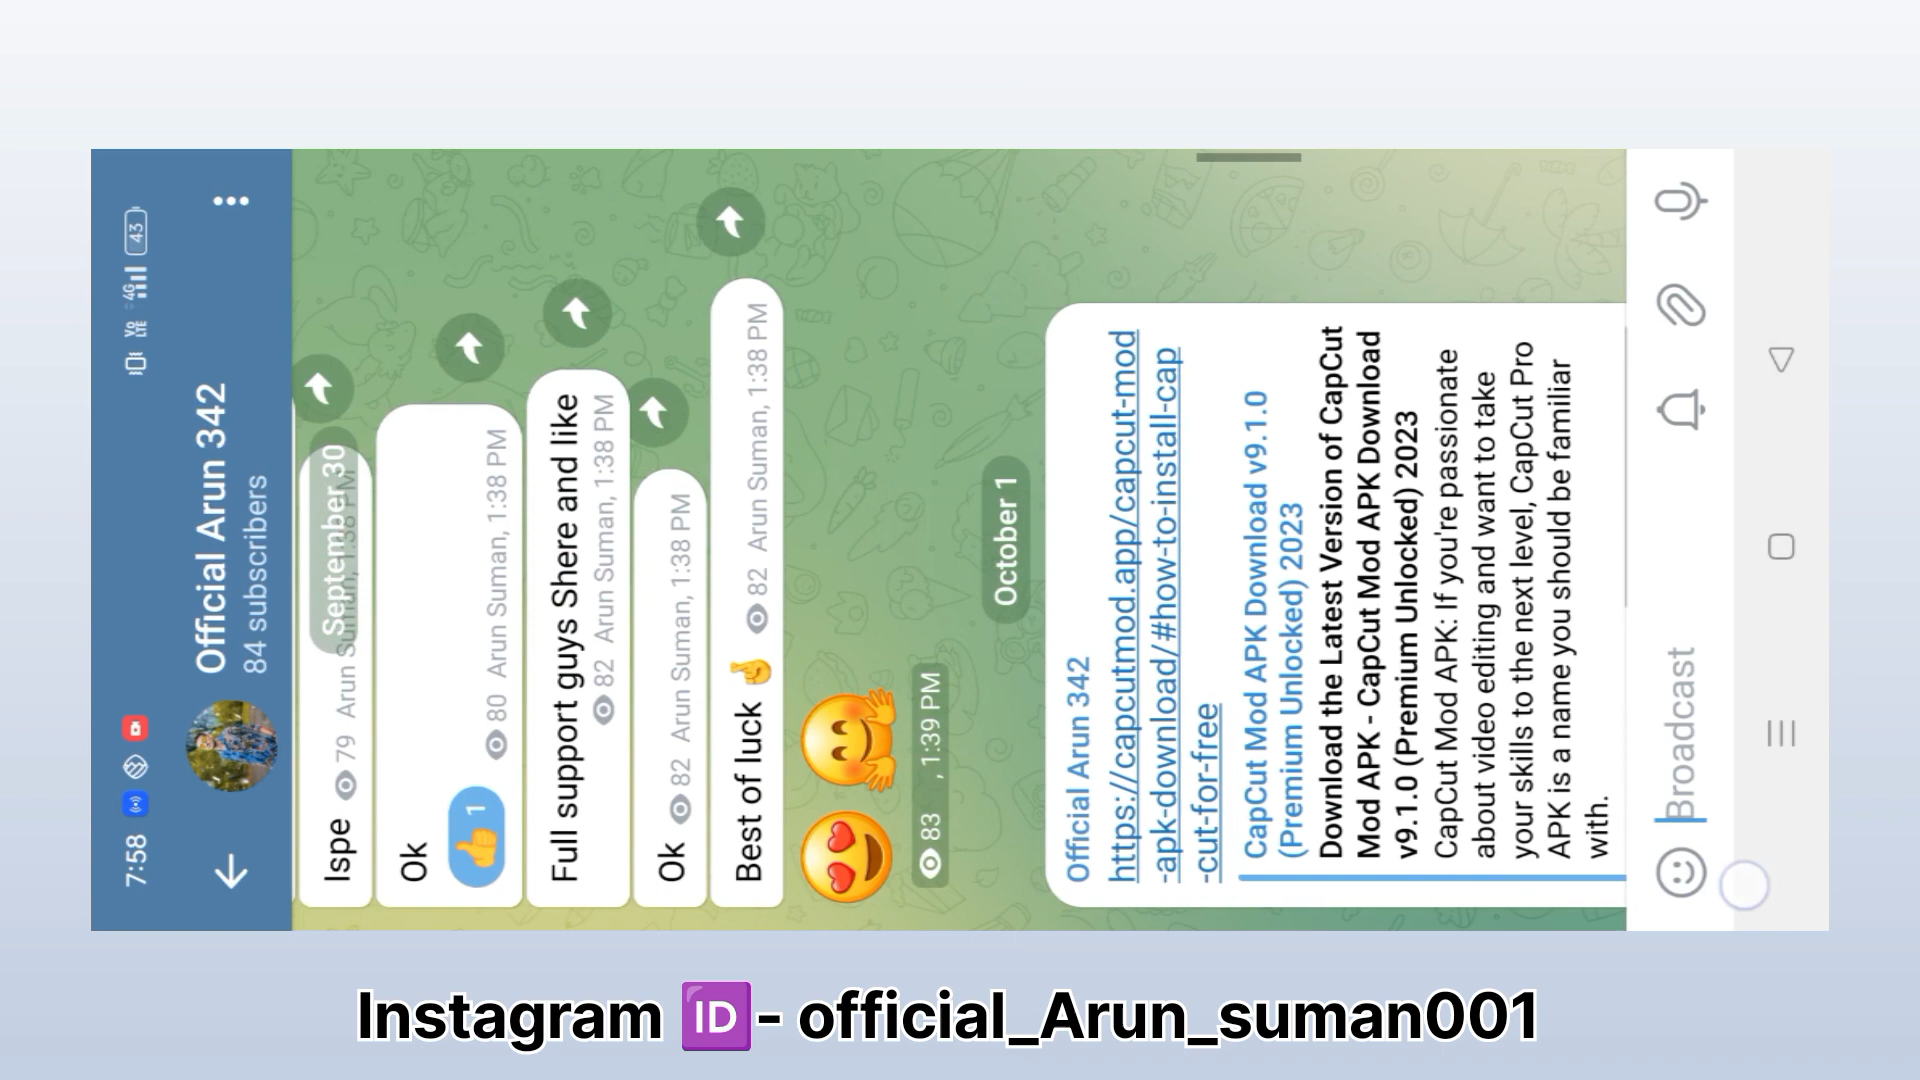 7:58
Vo LTE 4G 43
Official Arun 342
84 subscribers
September 30
Ispe 79 Arun Suman, 1:38 PM
Ok
👍 1 80 Arun Suman, 1:38 PM
Full support guys Shere and like
82 Arun Suman, 1:38 PM
Ok 82 Arun Suman, 1:38 PM
Best of luck 🤞 82 Arun Suman, 1:38 PM
😍🤗
83 , 1:39 PM
October 1
Official Arun 342
https://capcutmod.app/capcut-mod
-apk-download/#how-to-install-cap
-cut-for-free
CapCut Mod APK Download v9.1.0
(Premium Unlocked) 2023
Download the Latest Version of CapCut
Mod APK - CapCut Mod APK Download
v9.1.0 (Premium Unlocked) 2023
CapCut Mod APK: If you're passionate
about video editing and want to take
your skills to the next level, CapCut Pro
APK is a name you should be familiar
with.
Broadcast
Instagram 🆔- official_Arun_suman001